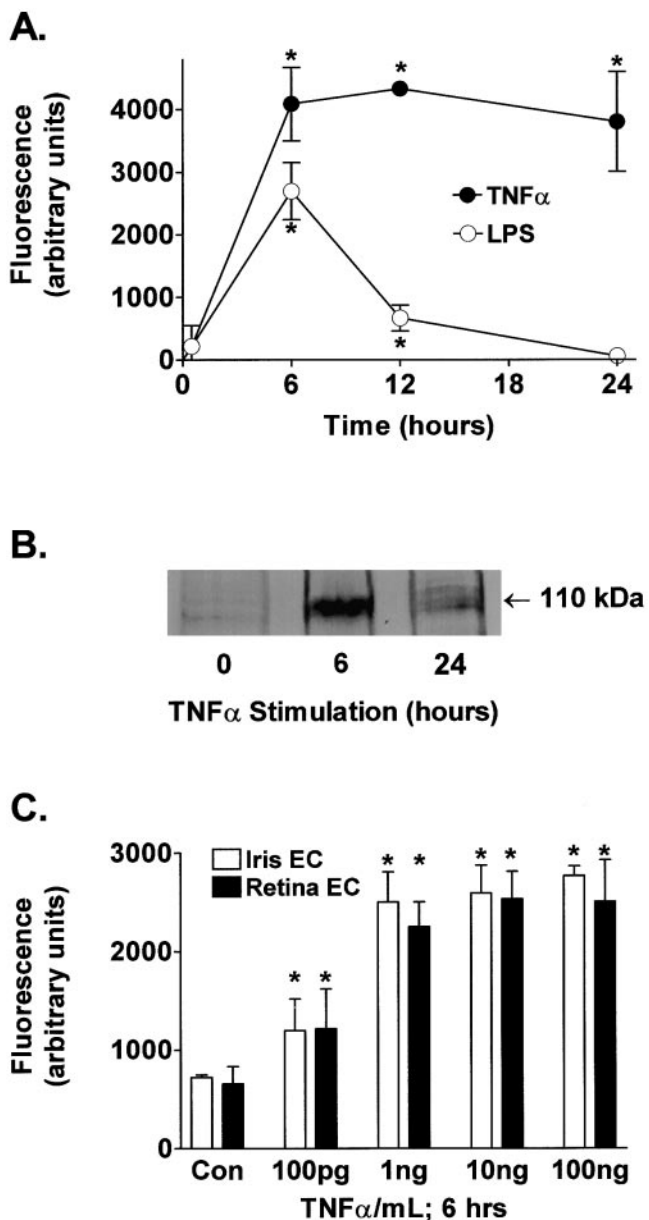 A.
Fluorescence
(arbitrary units)
4000
3000
2000
1000
0
* * *
* *
TNFα
LPS
0 6 12 18 24
Time (hours)
B.
← 110 kDa
0 6 24
TNFα Stimulation (hours)
C.
Fluorescence
(arbitrary units)
3000
2000
1000
0
Iris EC
Retina EC
* * * * * * * *
Con 100pg 1ng 10ng 100ng
TNFα/mL; 6 hrs